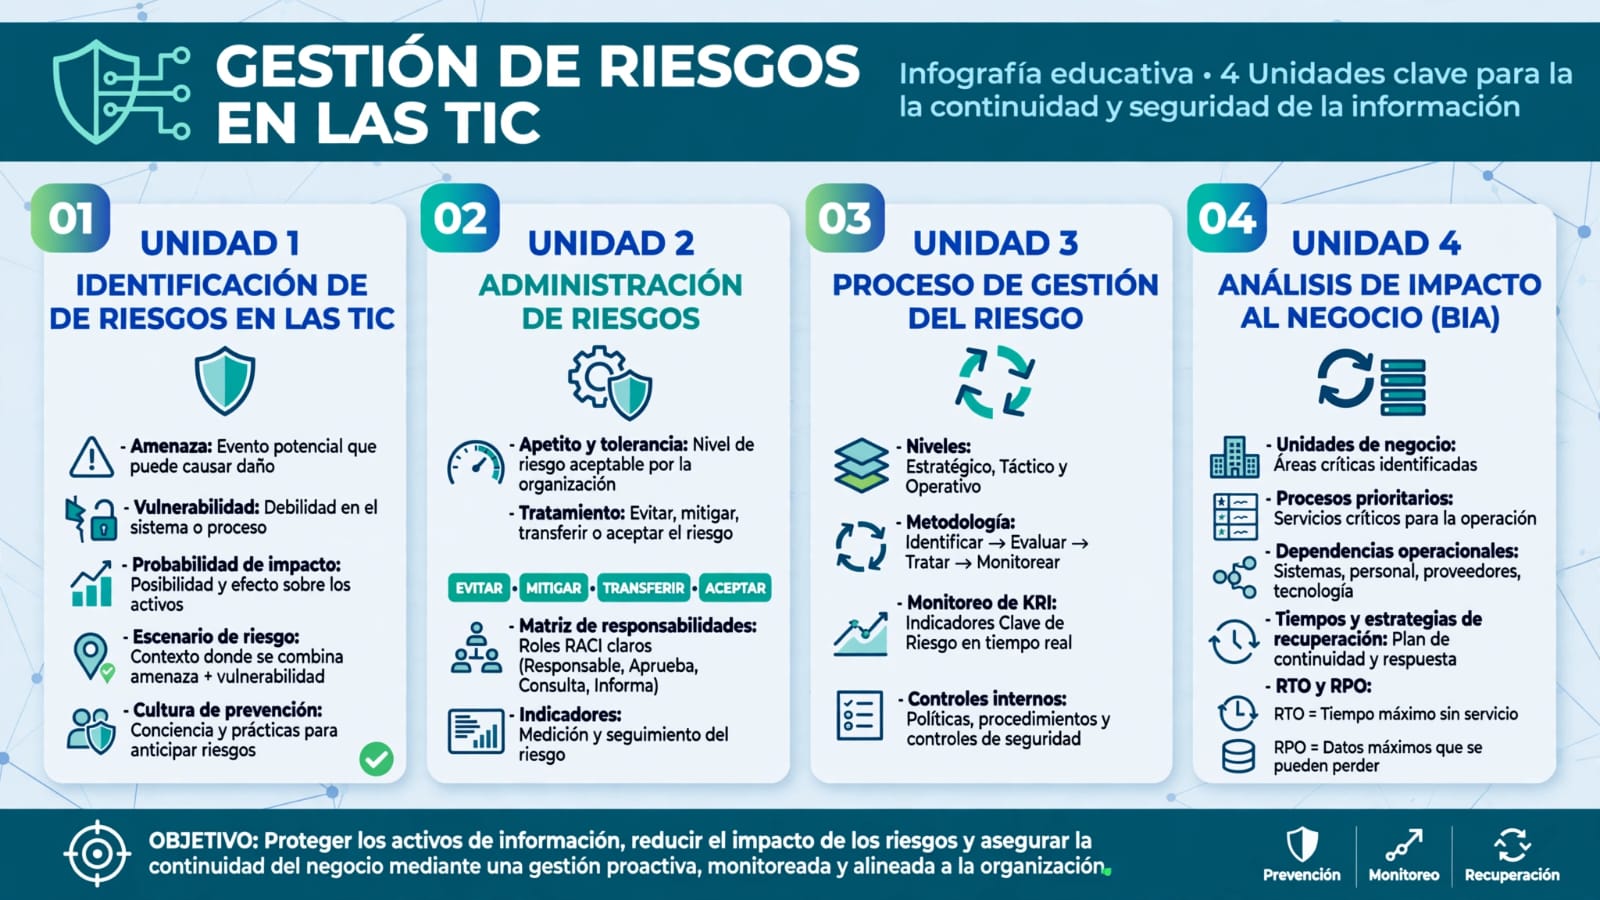 GESTIÓN DE RIESGOS
EN LAS TIC
Infografía educativa • 4 Unidades clave para la
la continuidad y seguridad de la información
01
UNIDAD 1
IDENTIFICACIÓN DE
DE RIESGOS EN LAS TIC
- Amenaza: Evento potencial que
puede causar daño
- Vulnerabilidad: Debilidad en el
sistema o proceso
- Probabilidad de impacto:
Posibilidad y efecto sobre los
activos
- Escenario de riesgo:
Contexto donde se combina
amenaza + vulnerabilidad
- Cultura de prevención:
Conciencia y prácticas para
anticipar riesgos
02
UNIDAD 2
ADMINISTRACIÓN
DE RIESGOS
- Apetito y tolerancia: Nivel de
riesgo aceptable por la
organización
- Tratamiento: Evitar, mitigar,
transferir o aceptar el riesgo
EVITAR • MITIGAR • TRANSFERIR • ACEPTAR
- Matriz de responsabilidades:
Roles RACI claros
(Responsable, Aprueba,
Consulta, Informa)
- Indicadores:
Medición y seguimiento del
riesgo
03
UNIDAD 3
PROCESO DE GESTIÓN
DEL RIESGO
- Niveles:
Estratégico, Táctico y
Operativo
- Metodología:
Identificar → Evaluar →
Tratar → Monitorear
- Monitoreo de KRI:
Indicadores Clave de
Riesgo en tiempo real
- Controles internos:
Políticas, procedimientos y
controles de seguridad
04
UNIDAD 4
ANÁLISIS DE IMPACTO
AL NEGOCIO (BIA)
- Unidades de negocio:
Áreas críticas identificadas
- Procesos prioritarios:
Servicios críticos para la operación
- Dependencias operacionales:
Sistemas, personal, proveedores,
tecnología
- Tiempos y estrategias de
recuperación: Plan de
continuidad y respuesta
- RTO y RPO:
RTO = Tiempo máximo sin servicio
RPO = Datos máximos que se
pueden perder
OBJETIVO: Proteger los activos de información, reducir el impacto de los riesgos y asegurar la
continuidad del negocio mediante una gestión proactiva, monitoreada y alineada a la organización.
Prevención
Monitoreo
Recuperación